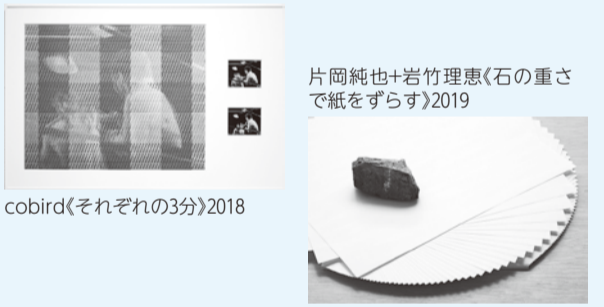 cobird《それぞれの3分》2018
片岡純也+岩竹理恵《石の重さ
で紙をずらす》2019